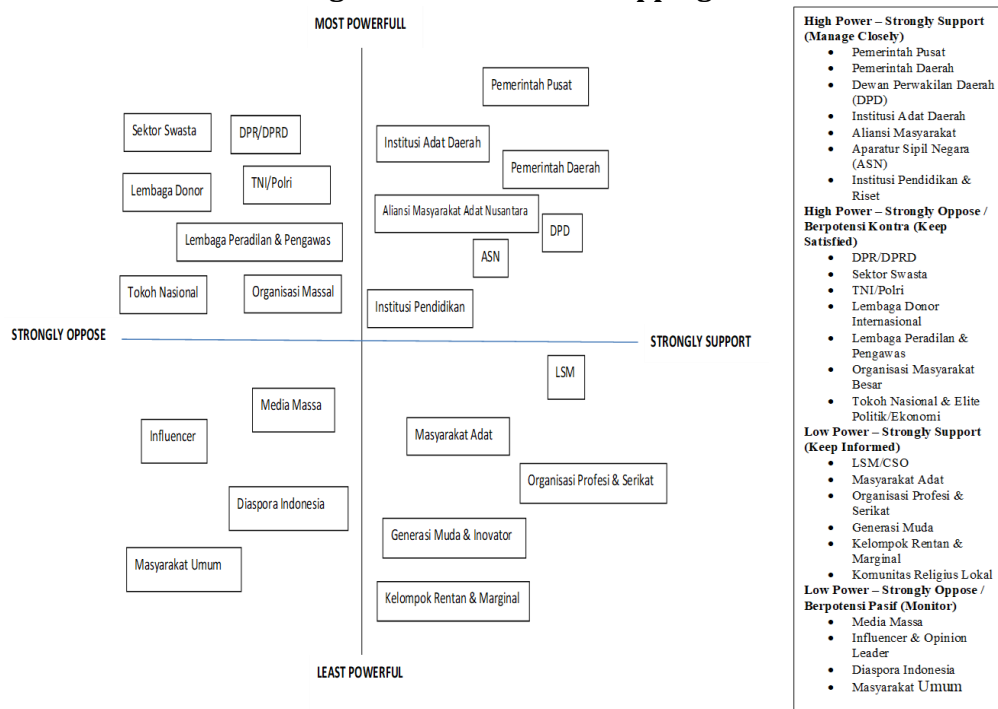 MOST POWERFULL
Pemerintah Pusat
Sektor Swasta
DPR/DPRD
Institusi Adat Daerah
Pemerintah Daerah
Lembaga Donor
TNI/Polri
Aliansi Masyarakat Adat Nusantara
DPD
Lembaga Peradilan & Pengawas
ASN
Tokoh Nasional
Organisasi Massal
Institusi Pendidikan
STRONGLY OPPOSE
STRONGLY SUPPORT
LSM
Media Massa
Influencer
Masyarakat Adat
Organisasi Profesi & Serikat
Diaspora Indonesia
Generasi Muda & Inovator
Masyarakat Umum
Kelompok Rentan & Marginal
LEAST POWERFUL
High Power – Strongly Support
(Manage Closely)
• Pemerintah Pusat
• Pemerintah Daerah
• Dewan Perwakilan Daerah
(DPD)
• Institusi Adat Daerah
• Aliansi Masyarakat
• Aparatur Sipil Negara
(ASN)
• Institusi Pendidikan &
Riset
High Power – Strongly Oppose /
Berpotensi Kontra (Keep
Satisfied)
• DPR/DPRD
• Sektor Swasta
• TNI/Polri
• Lembaga Donor
Internasional
• Lembaga Peradilan &
Pengawas
• Organisasi Masyarakat
Besar
• Tokoh Nasional & Elite
Politik/Ekonomi
Low Power – Strongly Support
(Keep Informed)
• LSM/CSO
• Masyarakat Adat
• Organisasi Profesi &
Serikat
• Generasi Muda
• Kelompok Rentan &
Marginal
• Komunitas Religius Lokal
Low Power – Strongly Oppose /
Berpotensi Pasif (Monitor)
• Media Massa
• Influencer & Opinion
Leader
• Diaspora Indonesia
• Masyarakat Umum